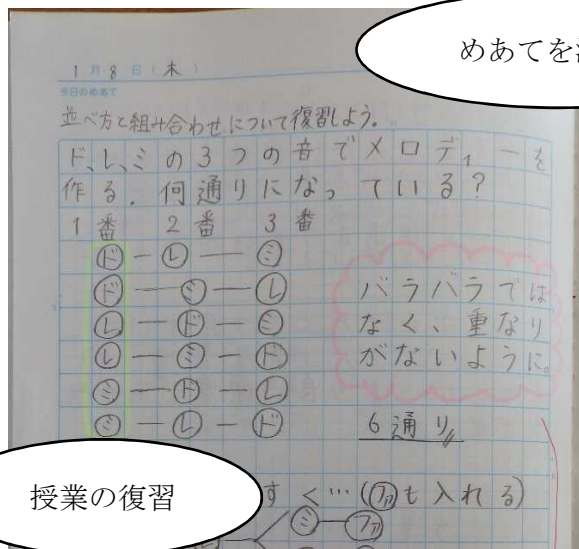 めあてを
1月8日(木)
今日のめあて
並べ方と組み合わせについて復習しよう。
ド、レ、ミの3つの音でメロディーを
作る.何通りになっている?
1番 2番 3番
ド—レ—ミ
ド—ミ—レ
レ—ド—ミ
レ—ミ—ド
ミ—ド—レ
ミ—レ—ド
バラバラでは
なく、重なり
がないように。
6通り
授業の復習
すく…(ファも入れる)
ミ—ファ